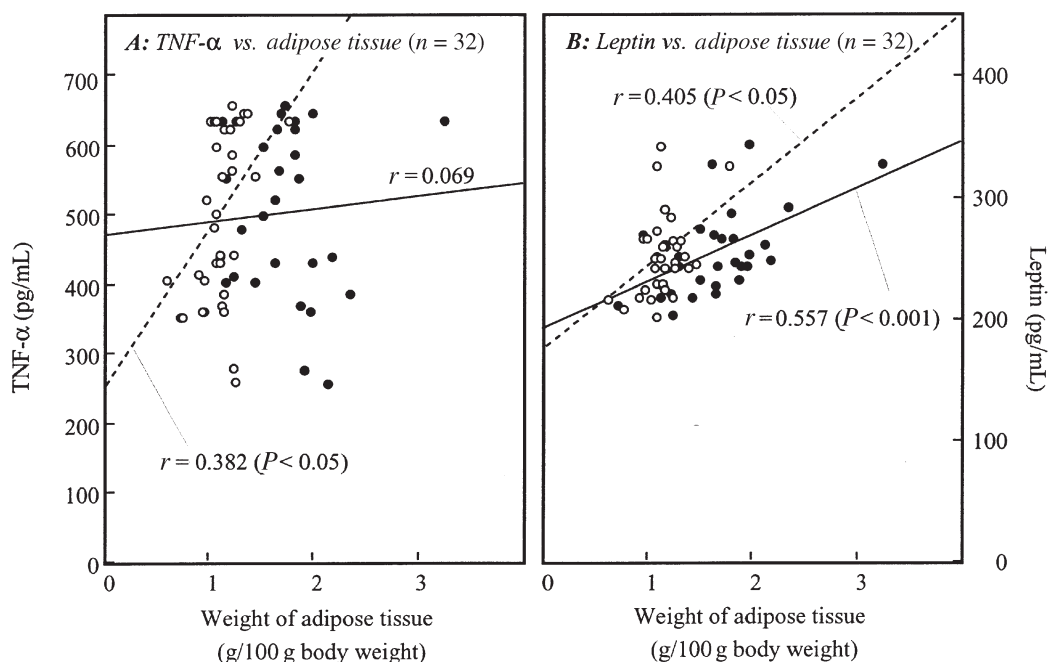 A: TNF-α vs. adipose tissue (n = 32)
700
600
500
400
300
200
100
0
TNF-α (pg/mL)
r = 0.069
r = 0.382 (P < 0.05)
0
1
2
3
Weight of adipose tissue
(g/100 g body weight)
B: Leptin vs. adipose tissue (n = 32)
r = 0.405 (P < 0.05)
r = 0.557 (P < 0.001)
400
300
200
100
0
Leptin (pg/mL)
0
1
2
3
Weight of adipose tissue
(g/100 g body weight)